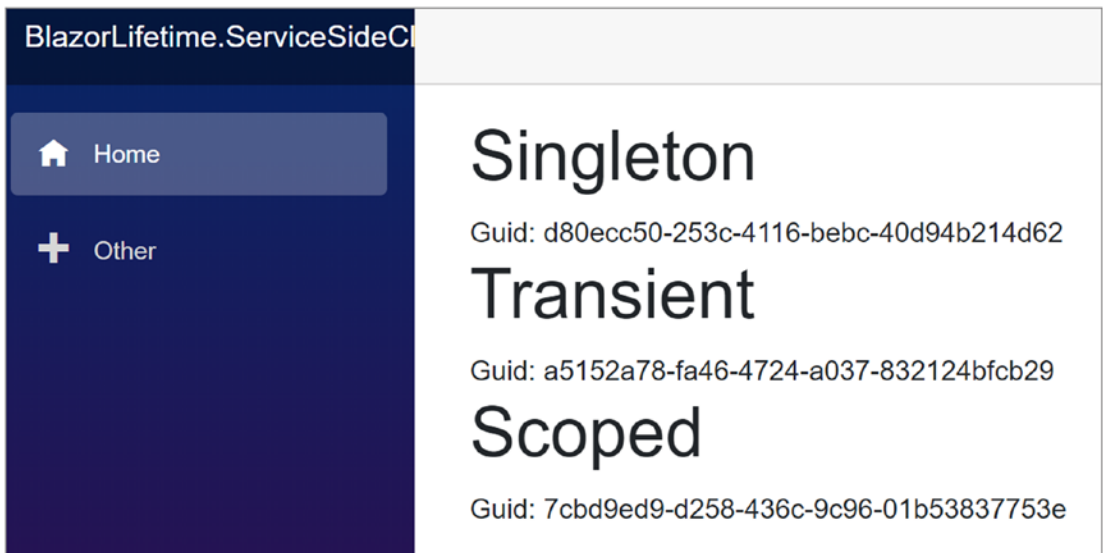 BlazorLifetime.ServiceSideCl
Home
Other
Singleton
Guid: d80ecc50-253c-4116-bebc-40d94b214d62
Transient
Guid: a5152a78-fa46-4724-a037-832124bfcb29
Scoped
Guid: 7cbd9ed9-d258-436c-9c96-01b53837753e